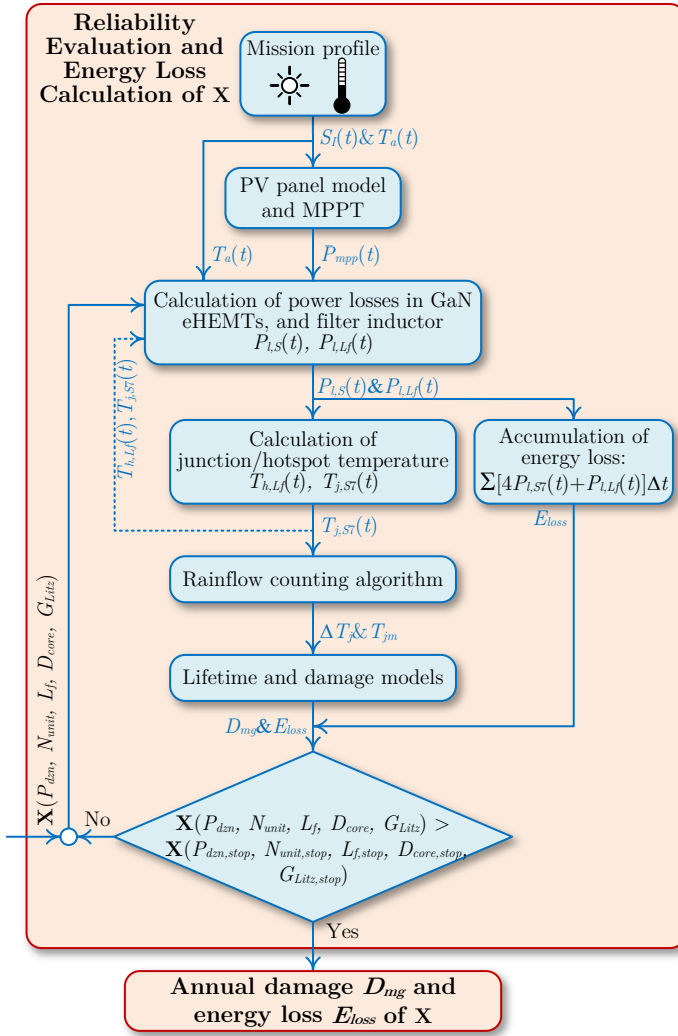 Reliability
Evaluation and
Energy Loss
Calculation of X
Mission profile
S_I(t)& T_a(t)
PV panel model
and MPPT
T_a(t)
P_mpp(t)
Calculation of power losses in GaN
eHEMTs, and filter inductor
P_l,S(t), P_l,Lf(t)
P_l,S(t)&P_l,Lf(t)
T_h,Lf(t), T_j,S7(t)
Calculation of
junction/hotspot temperature
T_h,Lf(t), T_j,S7(t)
Accumulation of
energy loss:
Σ[4P_l,S7(t)+P_l,Lf(t)]Δt
T_j,S7(t)
E_loss
Rainflow counting algorithm
ΔT_j& T_jm
Lifetime and damage models
D_mg&E_loss
X(P_dzn, N_unit, L_f, D_core, G_Litz)
No
X(P_dzn, N_unit, L_f, D_core, G_Litz) >
X(P_dzn,stop, N_unit,stop, L_f,stop, D_core,stop,
G_Litz,stop)
Yes
Annual damage D_mg and
energy loss E_loss of X